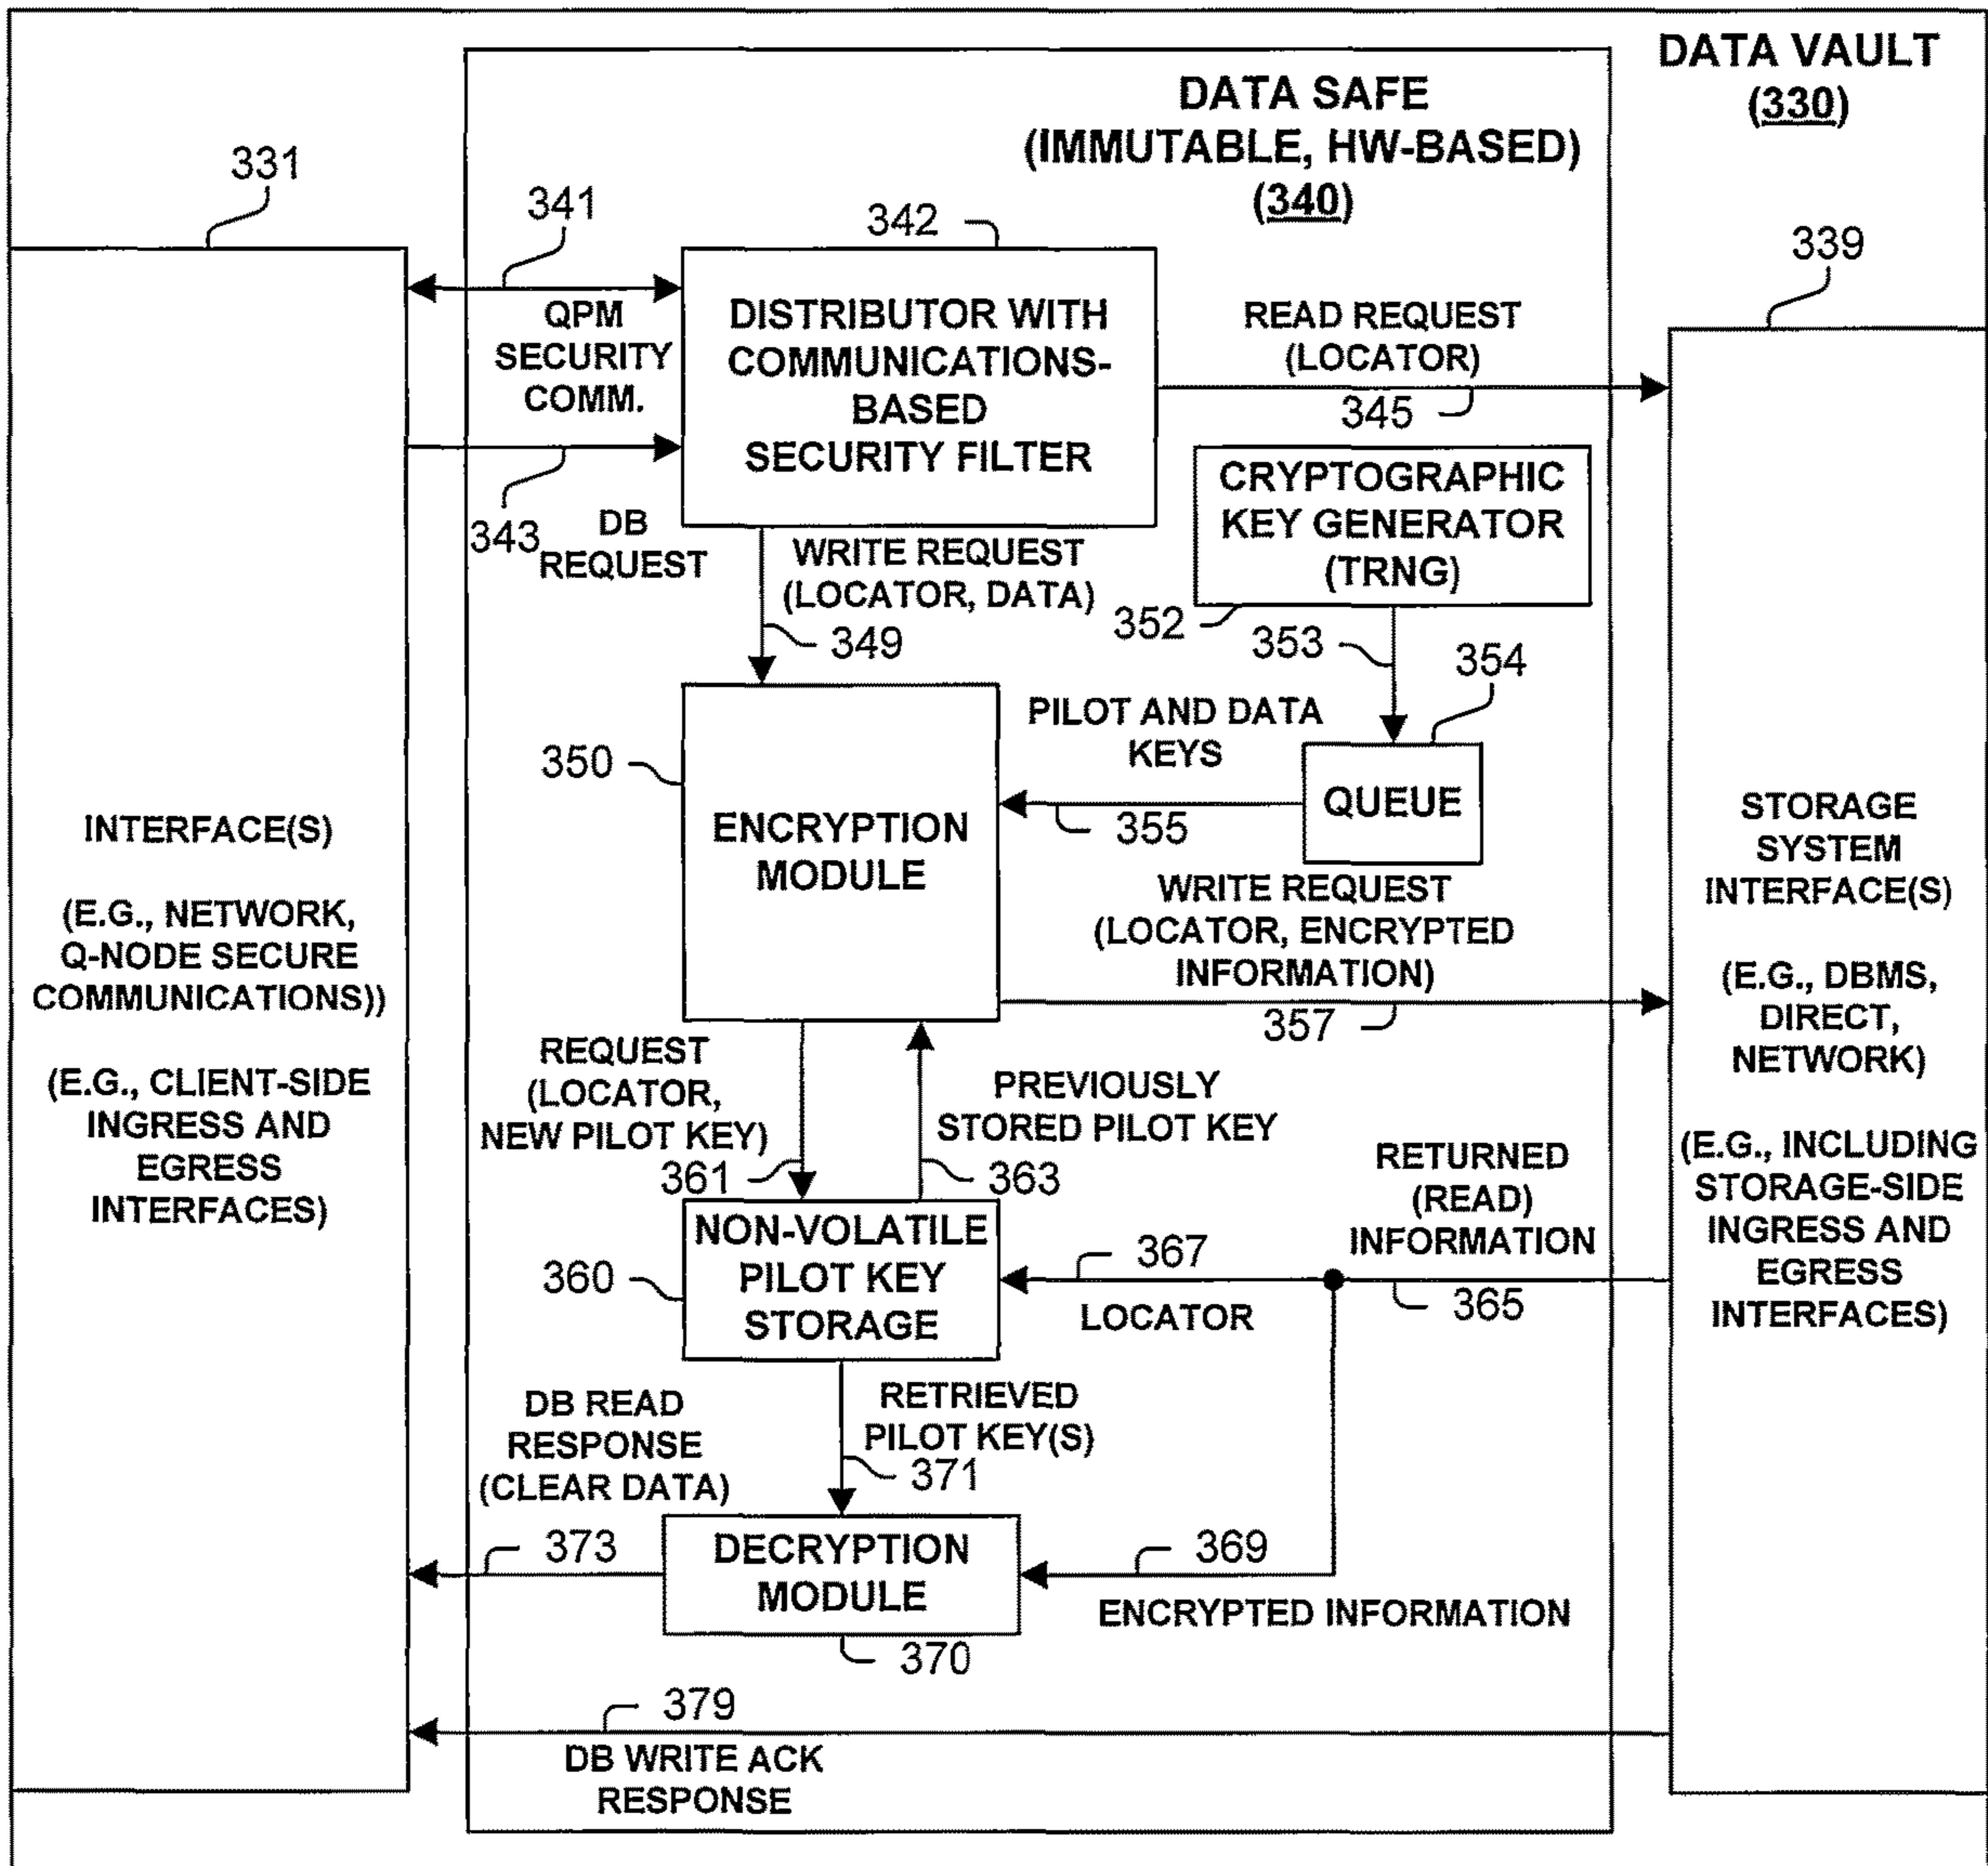 DATA VAULT
(330)
DATA SAFE
(IMMUTABLE, HW-BASED)
(340)
331
341
342
339
QPM
SECURITY
COMM.
DISTRIBUTOR WITH
COMMUNICATIONS-
BASED
SECURITY FILTER
READ REQUEST
(LOCATOR)
345
343
DB
REQUEST
CRYPTOGRAPHIC
KEY GENERATOR
(TRNG)
352
353
354
WRITE REQUEST
(LOCATOR, DATA)
349
PILOT AND DATA
KEYS
350
ENCRYPTION
MODULE
355
QUEUE
INTERFACE(S)
(E.G., NETWORK,
Q-NODE SECURE
COMMUNICATIONS))
(E.G., CLIENT-SIDE
INGRESS AND
EGRESS
INTERFACES)
STORAGE
SYSTEM
INTERFACE(S)
(E.G., DBMS,
DIRECT,
NETWORK)
(E.G., INCLUDING
STORAGE-SIDE
INGRESS AND
EGRESS
INTERFACES)
WRITE REQUEST
(LOCATOR, ENCRYPTED
INFORMATION)
357
REQUEST
(LOCATOR,
NEW PILOT KEY)
361
PREVIOUSLY
STORED PILOT KEY
363
RETURNED
(READ)
INFORMATION
365
360
NON-VOLATILE
PILOT KEY
STORAGE
367
LOCATOR
DB READ
RESPONSE
(CLEAR DATA)
RETRIEVED
PILOT KEY(S)
371
373
DECRYPTION
MODULE
370
369
ENCRYPTED INFORMATION
379
DB WRITE ACK
RESPONSE